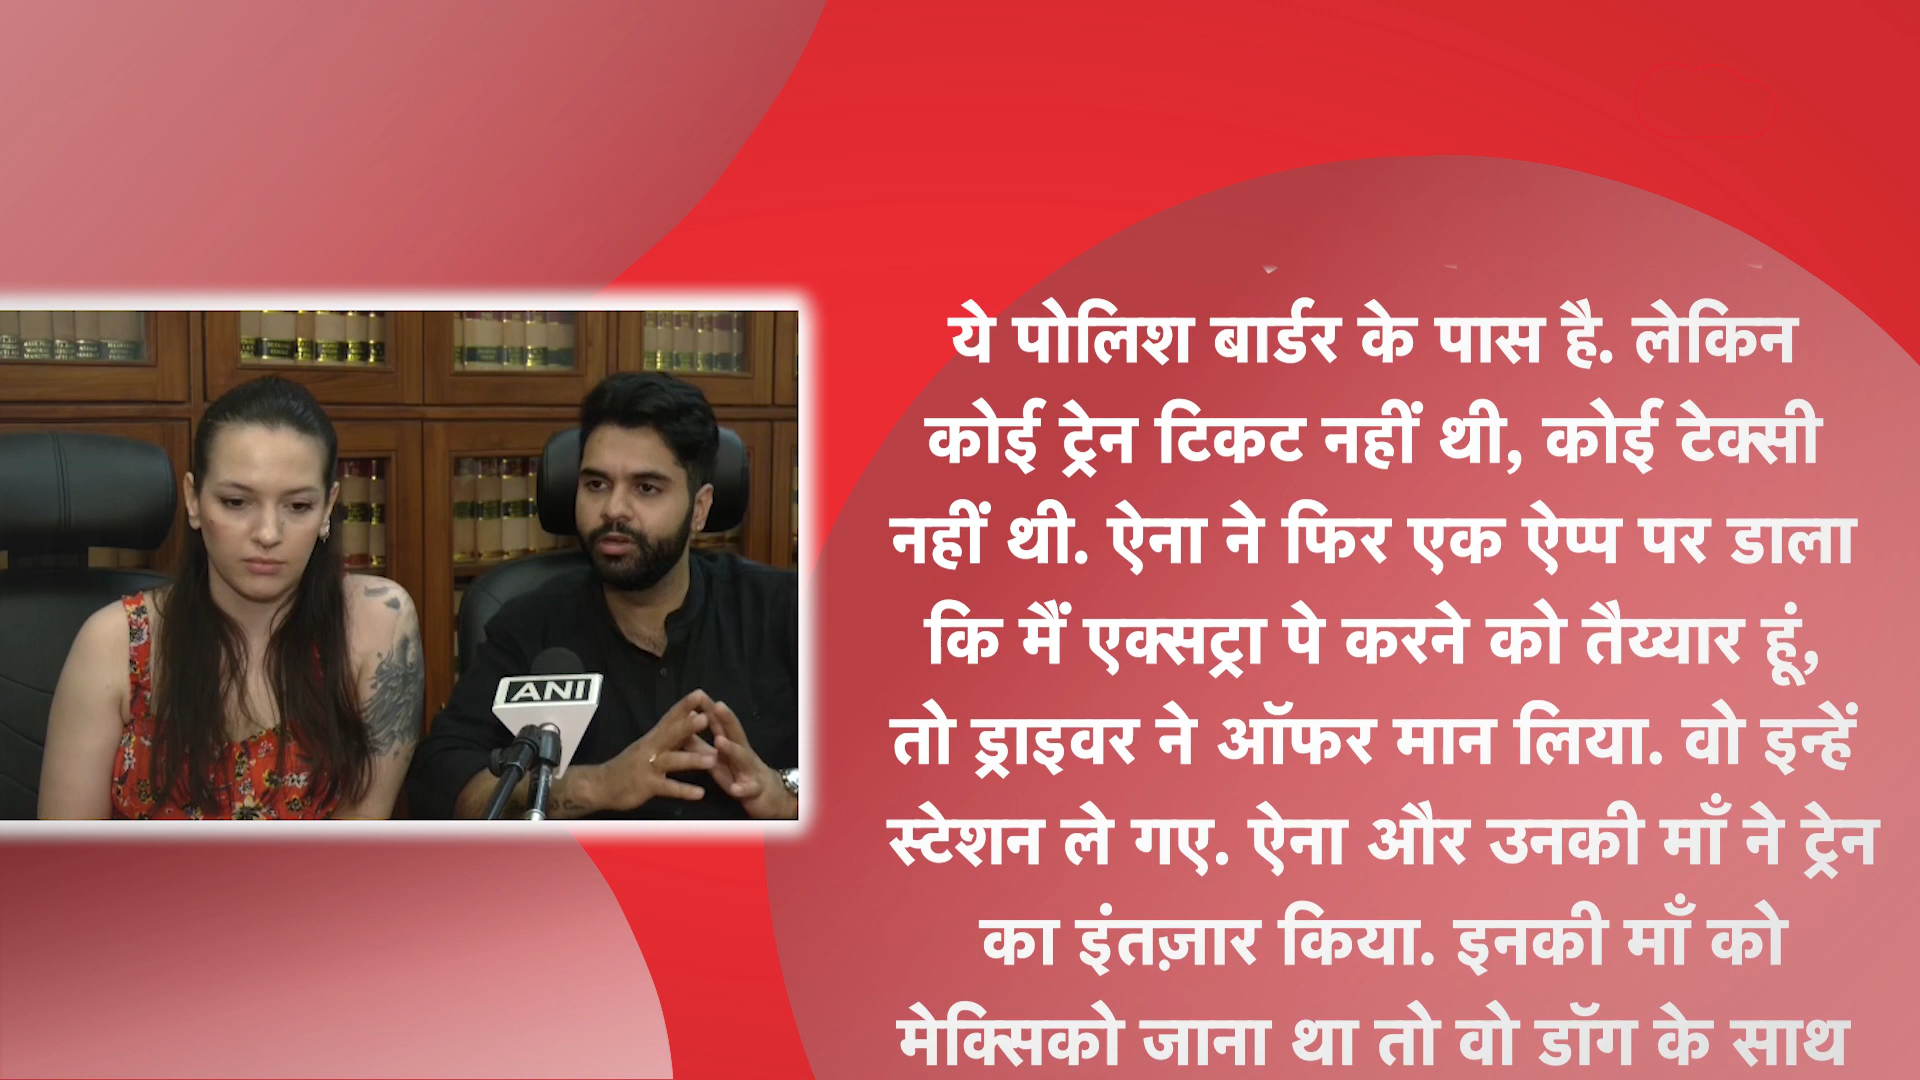 ये पोलिश बार्डर के पास है. लेकिन
कोई ट्रेन टिकट नहीं थी, कोई टेक्सी
नहीं थी. ऐना ने फिर एक ऐप्प पर डाला
कि मैं एक्सट्रा पे करने को तैय्यार हूं,
तो ड्राइवर ने ऑफर मान लिया. वो इन्हें
स्टेशन ले गए. ऐना और उनकी माँ ने ट्रेन
का इंतज़ार किया. इनकी माँ को
मेक्सिको जाना था तो वो डॉग के साथ
ANI